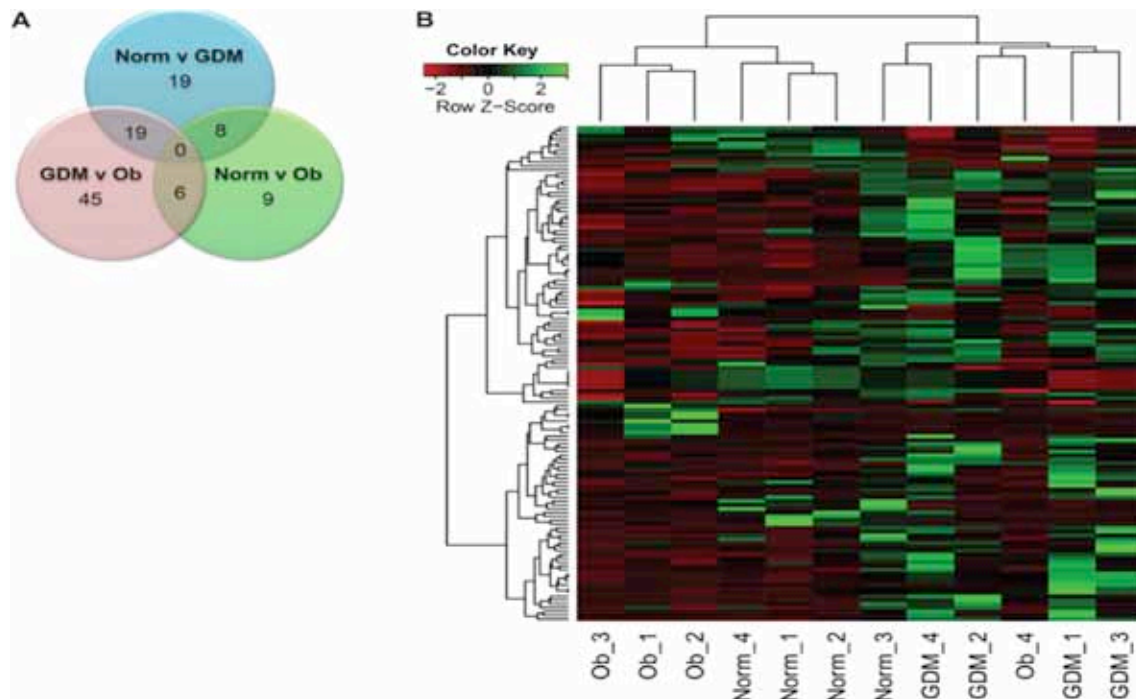 A
Norm v GDM
19
19
8
0
GDM v Ob
45
6
Norm v Ob
9
B
Color Key
−2 0 2
Row Z−Score
Ob_3 Ob_1 Ob_2 Norm_4 Norm_1 Norm_2 Norm_3 GDM_4 GDM_2 Ob_4 GDM_1 GDM_3